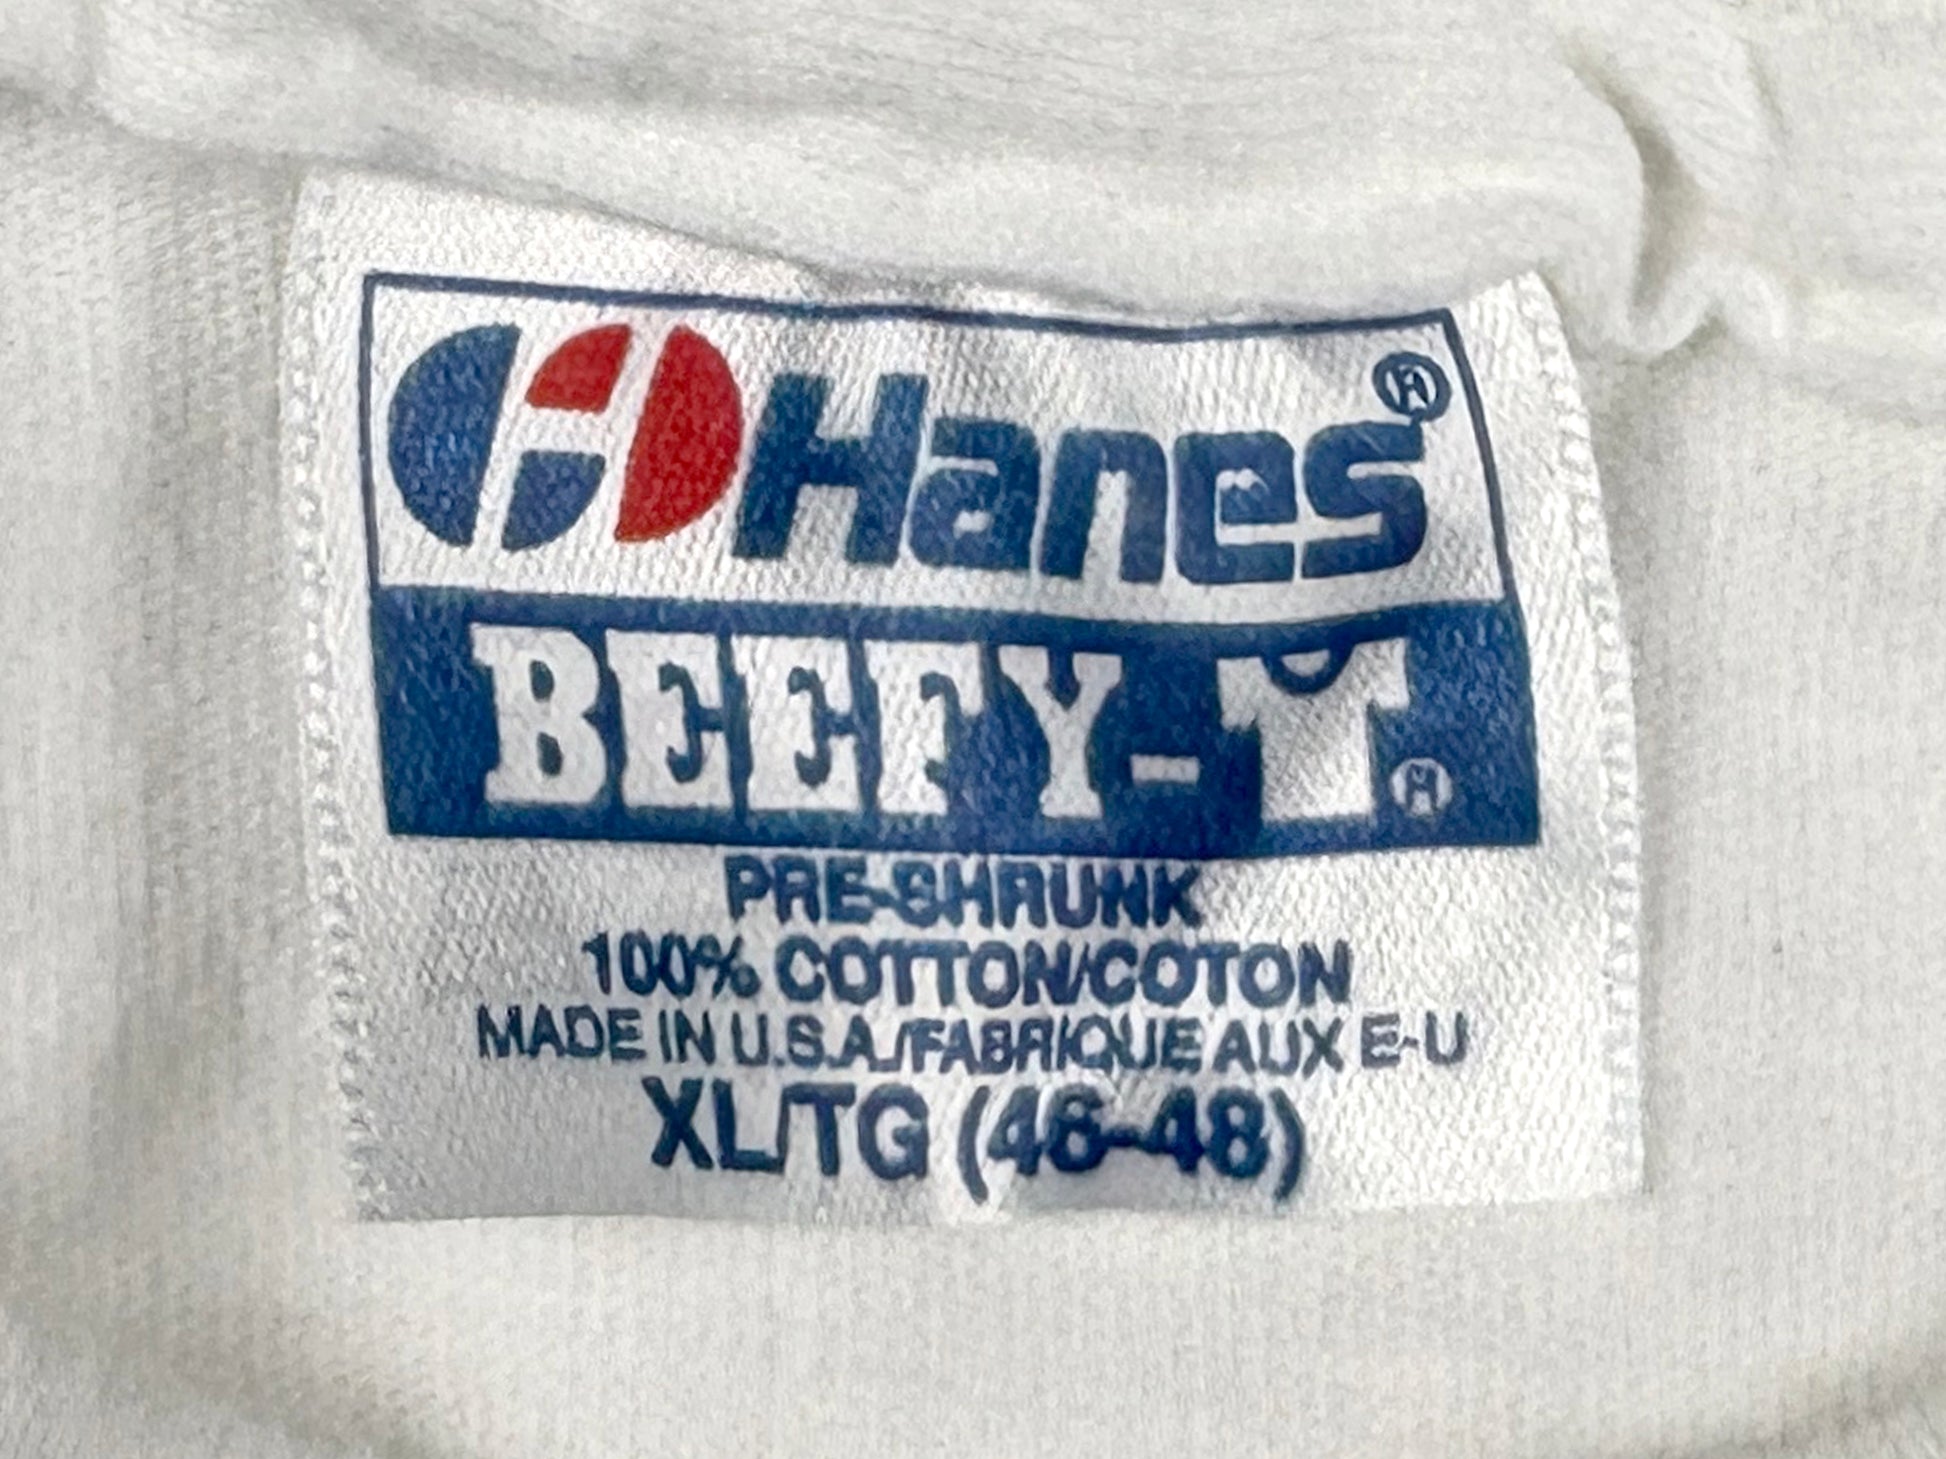 Hanes®
BEEFY-T®
PRE-SHRUNK
100% COTTON/COTON
MADE IN U.S.A./FABRIQUE AUX E-U
XL/TG (46-48)